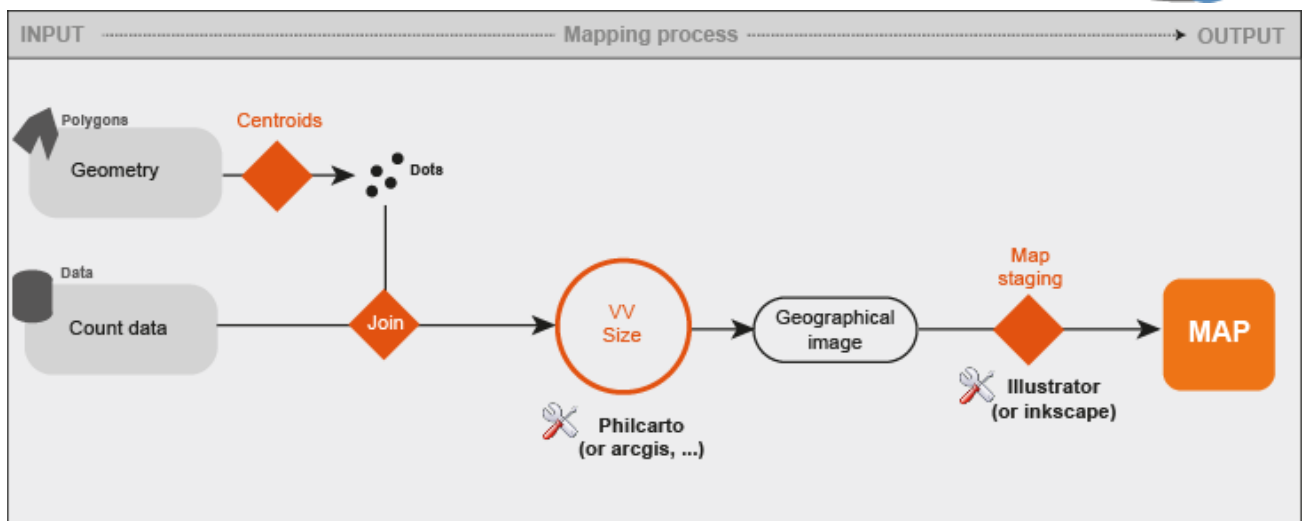 INPUT
Mapping process
OUTPUT
Polygons
Geometry
Centroids
Dots
Data
Count data
Join
VV
Size
Philcarto
(or arcgis, ...)
Geographical
image
Map
staging
Illustrator
(or inkscape)
MAP